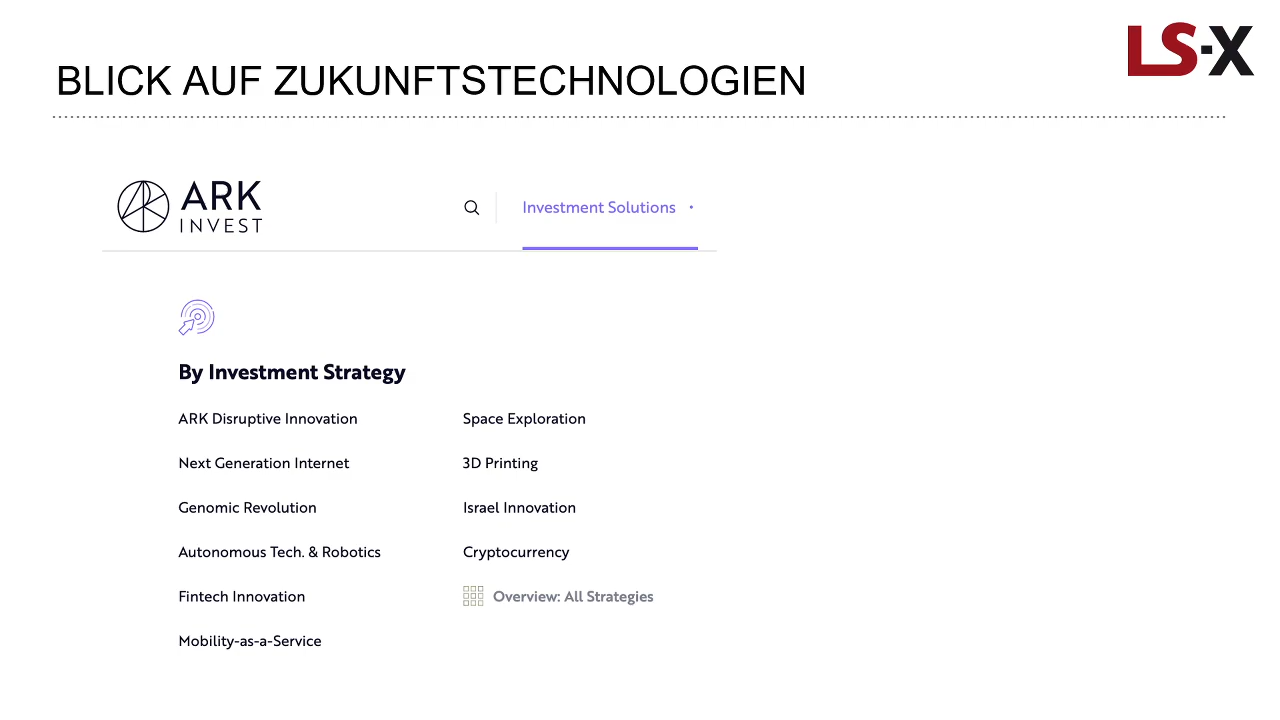 LS-X
BLICK AUF ZUKUNFTSTECHNOLOGIEN
ARK
INVEST
Investment Solutions
By Investment Strategy
ARK Disruptive Innovation
Next Generation Internet
Genomic Revolution
Autonomous Tech. & Robotics
Fintech Innovation
Mobility-as-a-Service
Space Exploration
3D Printing
Israel Innovation
Cryptocurrency
Overview: All Strategies